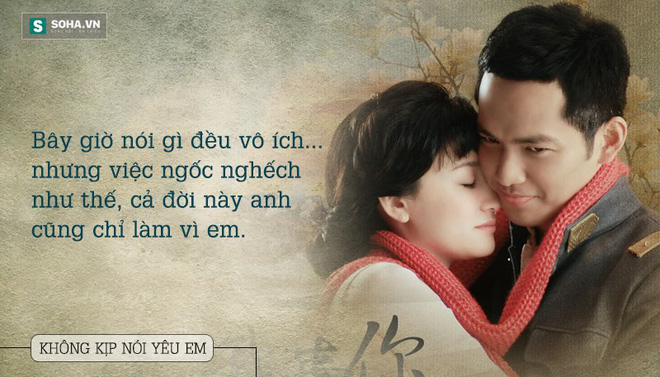 SOHA.VN
Bây giờ nói gì đều vô ích...
nhưng việc ngốc nghếch
như thế, cả đời này anh
cũng chỉ làm vì em.
你
KHÔNG KỊP NÓI YÊU EM